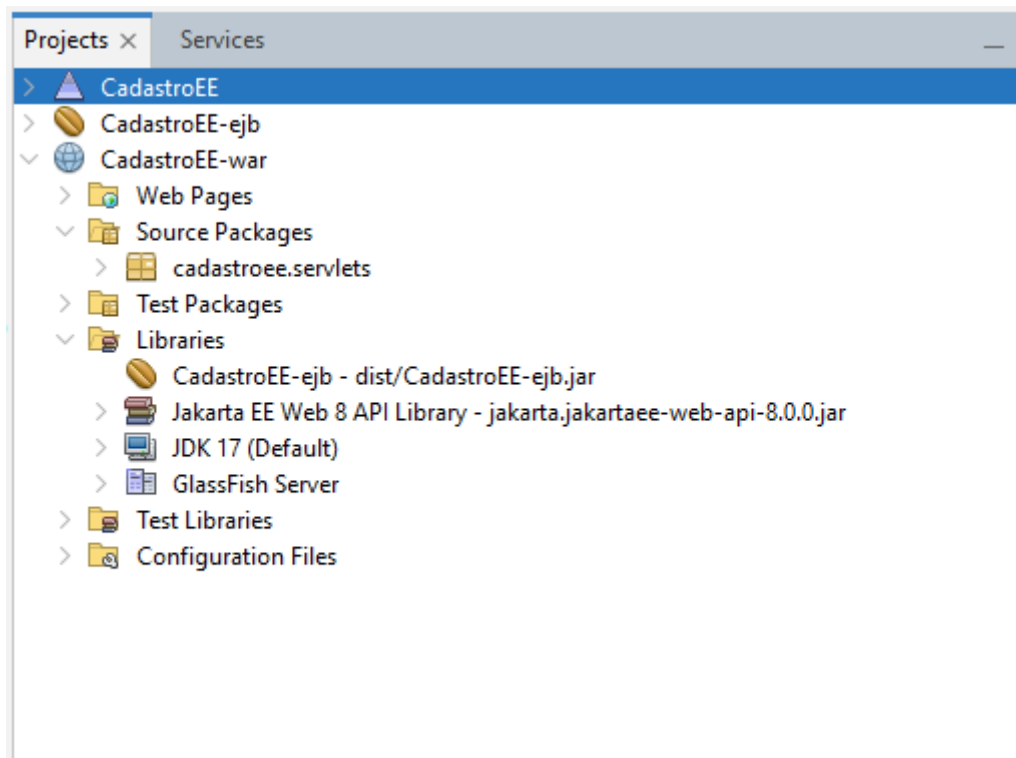 Projects Services
CadastroEE
CadastroEE-ejb
CadastroEE-war
Web Pages
Source Packages
cadastroee.servlets
Test Packages
Libraries
CadastroEE-ejb - dist/CadastroEE-ejb.jar
Jakarta EE Web 8 API Library - jakarta.jakartaee-web-api-8.0.0.jar
JDK 17 (Default)
GlassFish Server
Test Libraries
Configuration Files